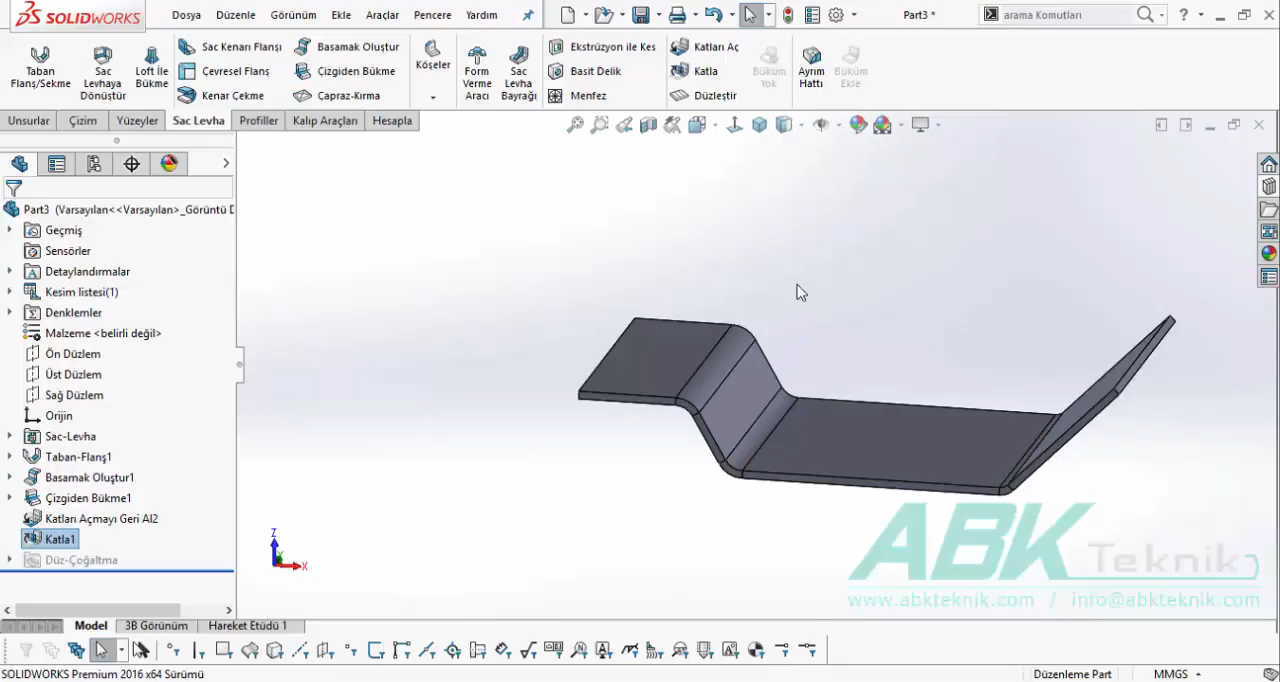 SOLIDWORKS
Dosya Düzenle Görünüm Ekle Araçlar Pencere Yardım
Part3 *
arama Komutları
Taban Flanş/Sekme
Sac Levhaya Dönüştür
Loft İle Bükme
Sac Kenarı Flanşı
Çevresel Flanş
Kenar Çekme
Basamak Oluştur
Çizgiden Bükme
Capraz-Kırma
Köşeler
Form Verme Aracı
Sac Levha Bayrağı
Ekstrüzyon ile Kes
Basit Delik
Menfez
Katları Aç
Katla
Düzleştir
Büküm Yok
Ayrım Hattı
Büküm Ekle
Unsurlar Çizim Yüzeyler Sac Levha Profiller Kalıp Araçları Hesapla
Part3 (Varsayılan<<Varsayılan>_Görüntü D
Geçmiş
Sensörler
Detaylandırmalar
Kesim listesi(1)
Denklemler
Malzeme <belirli değil>
Ön Düzlem
Üst Düzlem
Sağ Düzlem
Orijin
Sac-Levha
Taban-Flanş1
Basamak Oluştur1
Çizgiden Bükme1
Katları Açmayı Geri Al2
Katla1
Düz-Çoğaltma
Z
Y
X
ABK Teknik
www.abkteknik.com / info@abkteknik.com
Model 3B Görünüm Hareket Etüdü 1
SOLIDWORKS Premium 2016 x64 Sürümü
Düzenleme Part
MMGS